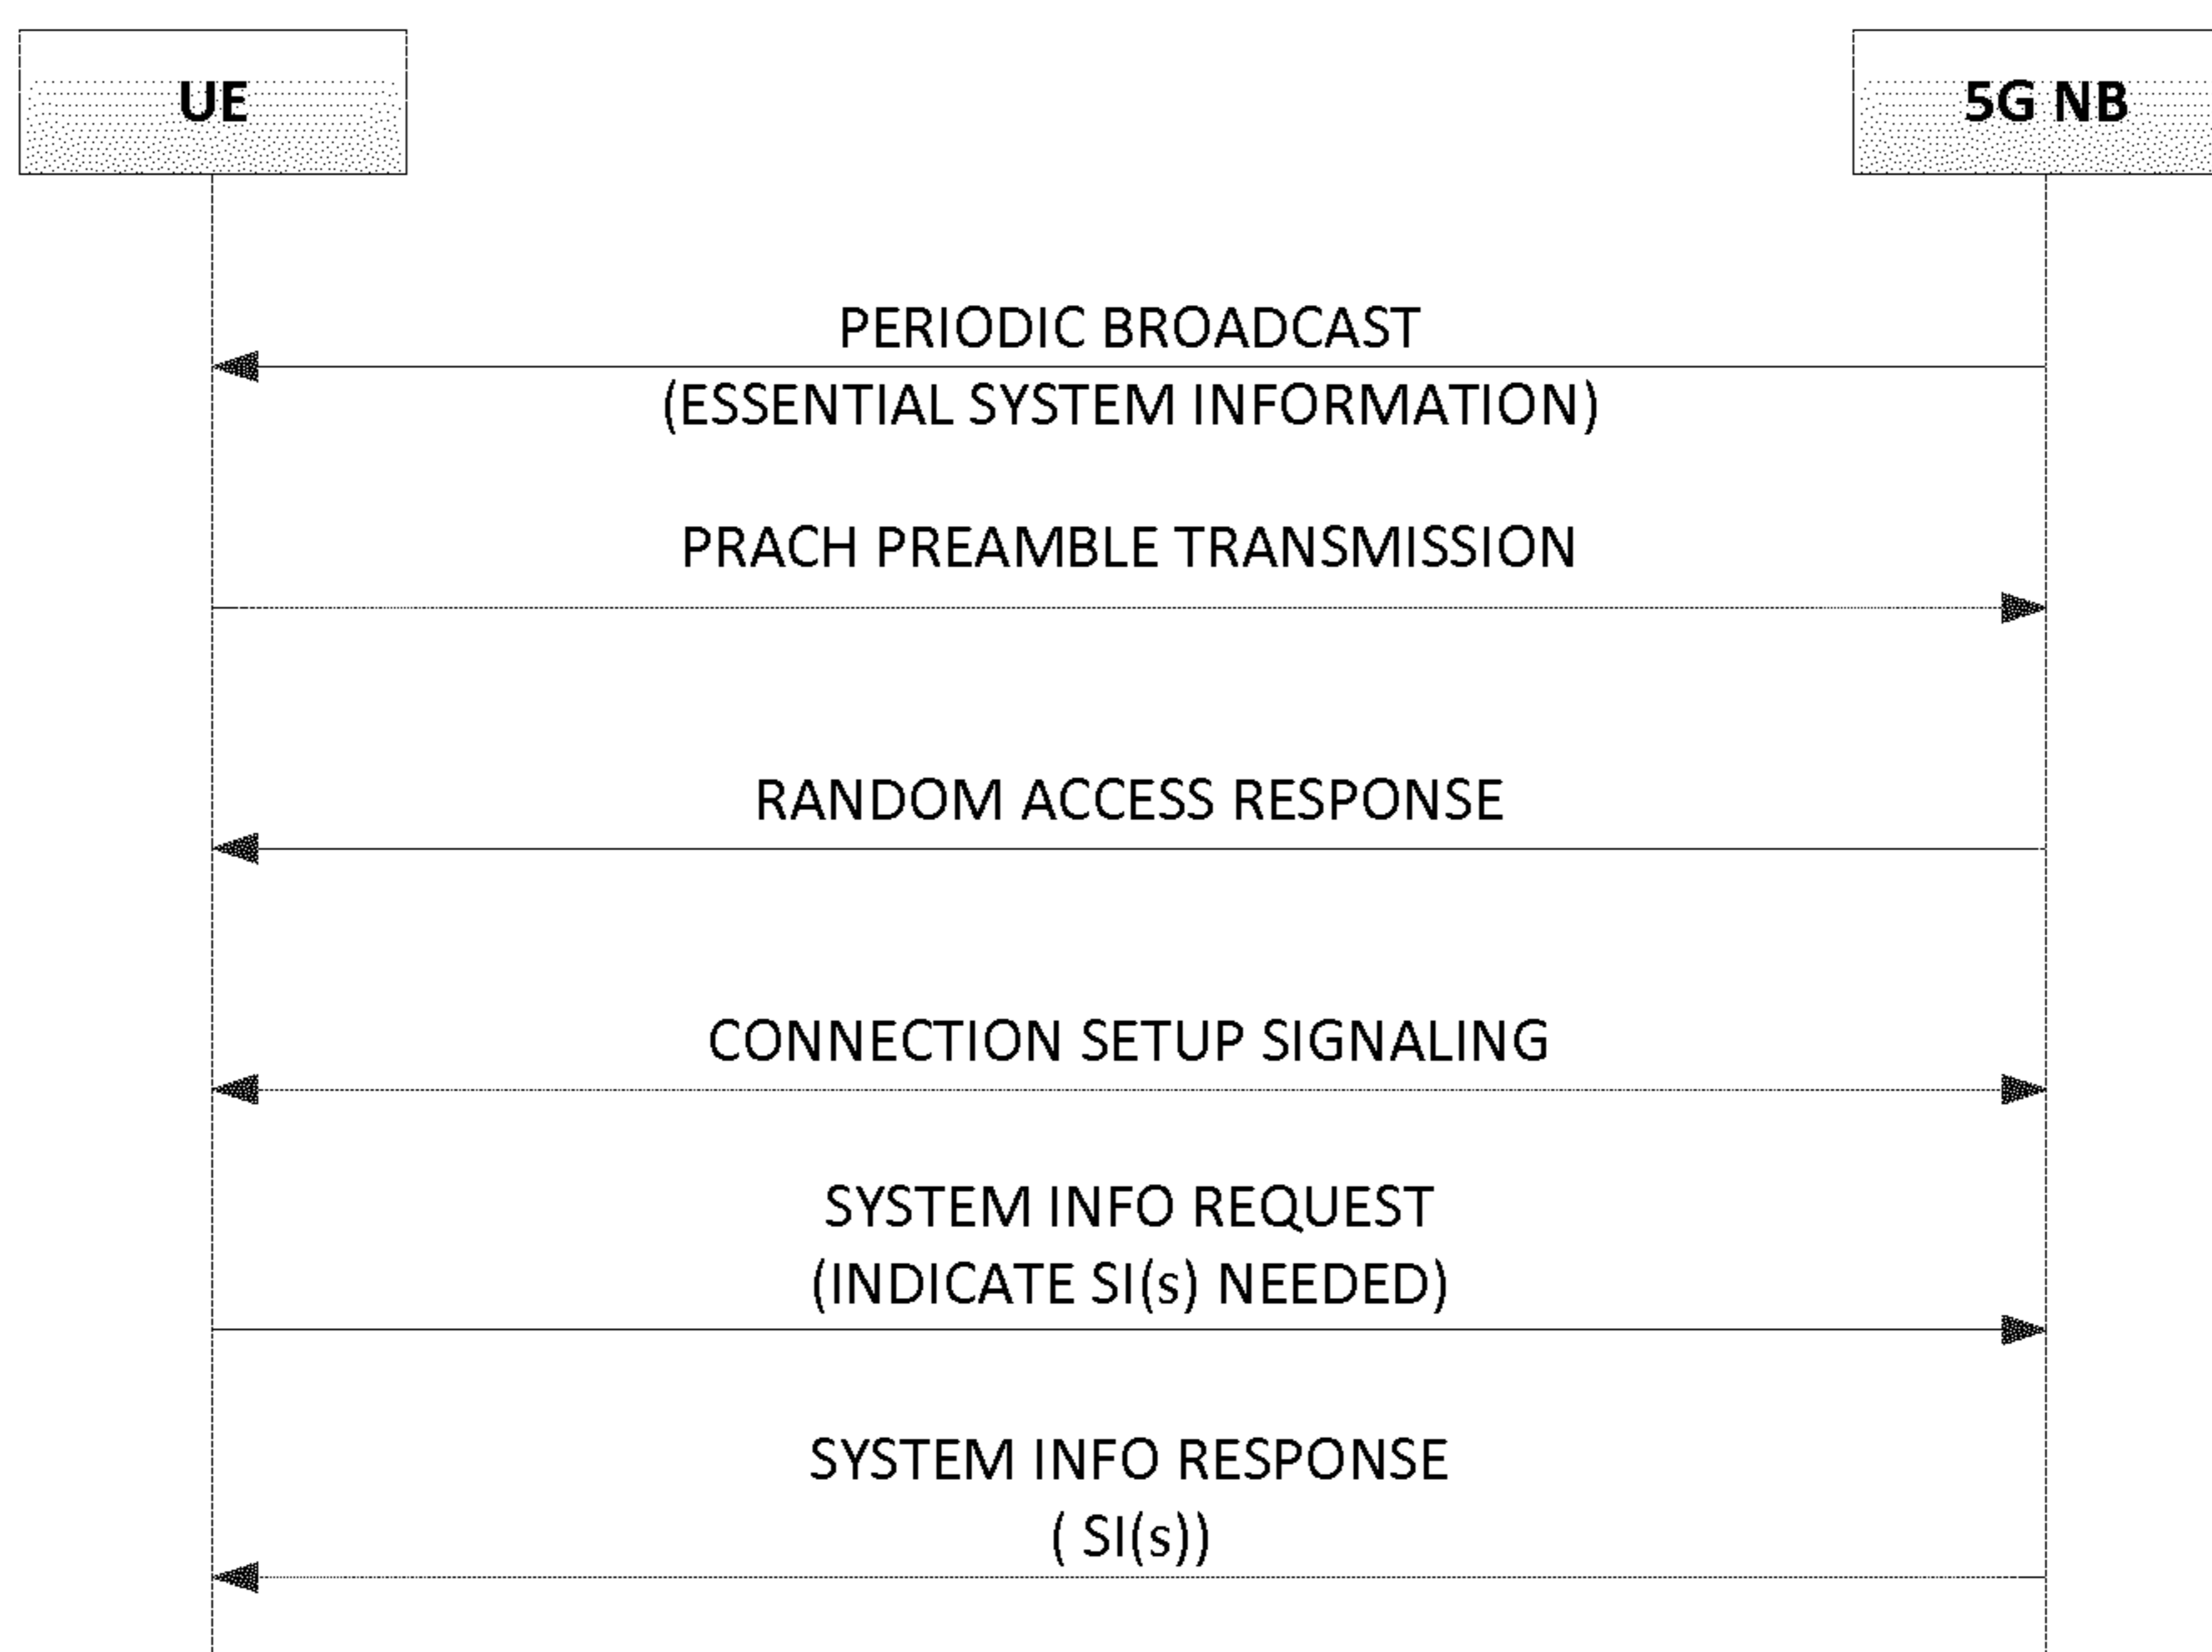 UE
5G NB
PERIODIC BROADCAST
(ESSENTIAL SYSTEM INFORMATION)
PRACH PREAMBLE TRANSMISSION
RANDOM ACCESS RESPONSE
CONNECTION SETUP SIGNALING
SYSTEM INFO REQUEST
(INDICATE SI(s) NEEDED)
SYSTEM INFO RESPONSE
( SI(s))